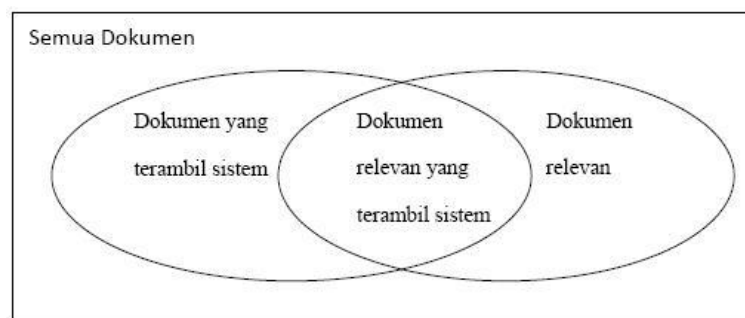 Semua Dokumen
Dokumen yang
terambil sistem
Dokumen
relevan yang
terambil sistem
Dokumen
relevan